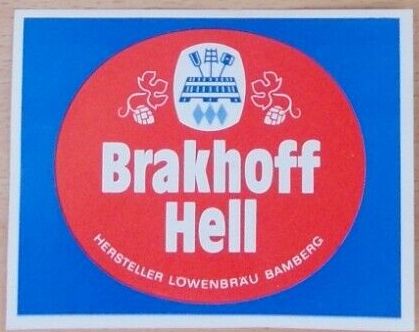 Brakhoff
Hell
HERSTELLER LÖWENBRÄU BAMBERG